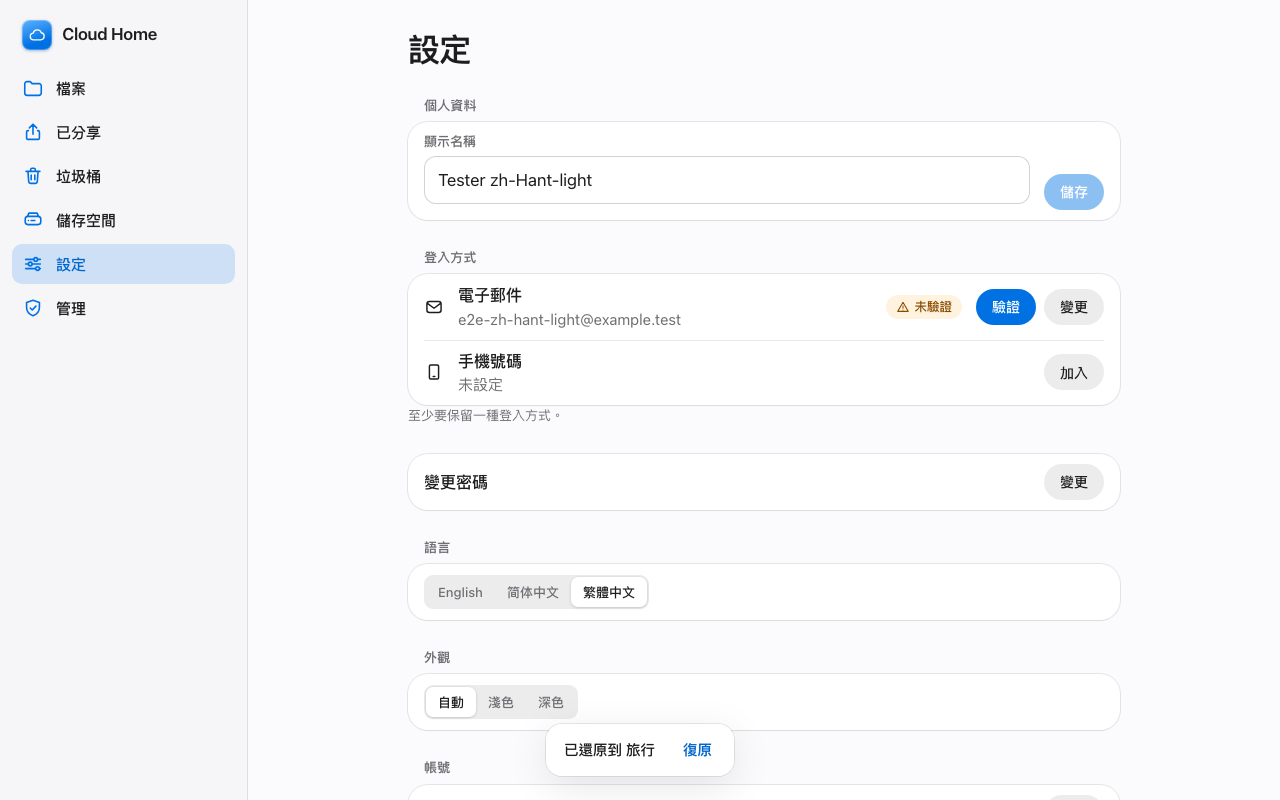 Cloud Home
檔案
已分享
垃圾桶
儲存空間
設定
管理
設定
個人資料
顯示名稱
Tester zh-Hant-light
儲存
登入方式
電子郵件
e2e-zh-hant-light@example.test
未驗證
驗證
變更
手機號碼
未設定
加入
至少要保留一種登入方式。
變更密碼
變更
語言
English
简体中文
繁體中文
外觀
自動
淺色
深色
已還原到 旅行
復原
帳號